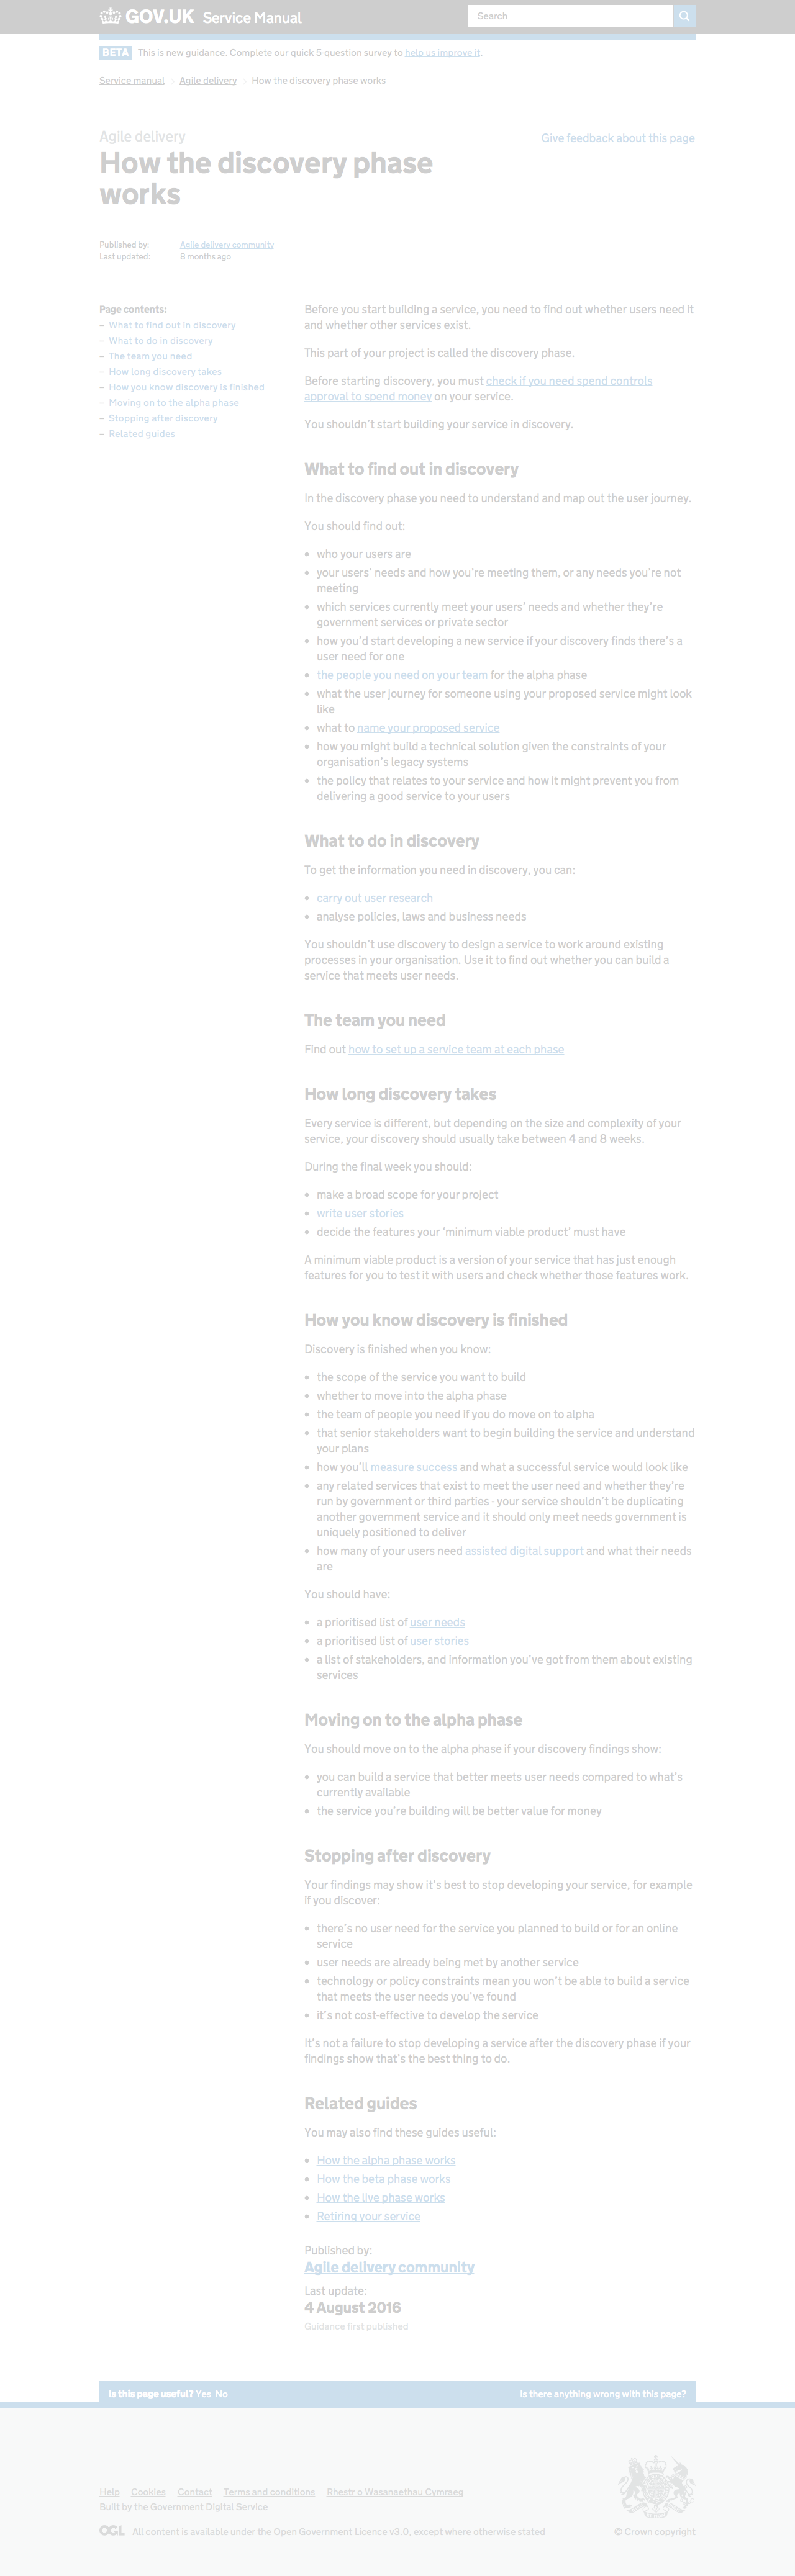 GOV.UK Service Manual
Search
BETA This is new guidance. Complete our quick 5-question survey to help us improve it.
Service manual › Agile delivery › How the discovery phase works
Agile delivery
Give feedback about this page
How the discovery phase
works
Published by: Agile delivery community
Last updated: 8 months ago
Page contents:
– What to find out in discovery
– What to do in discovery
– The team you need
– How long discovery takes
– How you know discovery is finished
– Moving on to the alpha phase
– Stopping after discovery
– Related guides
Before you start building a service, you need to find out whether users need it
and whether other services exist.
This part of your project is called the discovery phase.
Before starting discovery, you must check if you need spend controls
approval to spend money on your service.
You shouldn’t start building your service in discovery.
What to find out in discovery
In the discovery phase you need to understand and map out the user journey.
You should find out:
• who your users are
• your users’ needs and how you’re meeting them, or any needs you’re not
meeting
• which services currently meet your users’ needs and whether they’re
government services or private sector
• how you’d start developing a new service if your discovery finds there’s a
user need for one
• the people you need on your team for the alpha phase
• what the user journey for someone using your proposed service might look
like
• what to name your proposed service
• how you might build a technical solution given the constraints of your
organisation’s legacy systems
• the policy that relates to your service and how it might prevent you from
delivering a good service to your users
What to do in discovery
To get the information you need in discovery, you can:
• carry out user research
• analyse policies, laws and business needs
You shouldn’t use discovery to design a service to work around existing
processes in your organisation. Use it to find out whether you can build a
service that meets user needs.
The team you need
Find out how to set up a service team at each phase
How long discovery takes
Every service is different, but depending on the size and complexity of your
service, your discovery should usually take between 4 and 8 weeks.
During the final week you should:
• make a broad scope for your project
• write user stories
• decide the features your ‘minimum viable product’ must have
A minimum viable product is a version of your service that has just enough
features for you to test it with users and check whether those features work.
How you know discovery is finished
Discovery is finished when you know:
• the scope of the service you want to build
• whether to move into the alpha phase
• the team of people you need if you do move on to alpha
• that senior stakeholders want to begin building the service and understand
your plans
• how you’ll measure success and what a successful service would look like
• any related services that exist to meet the user need and whether they’re
run by government or third parties - your service shouldn’t be duplicating
another government service and it should only meet needs government is
uniquely positioned to deliver
• how many of your users need assisted digital support and what their needs
are
You should have:
• a prioritised list of user needs
• a prioritised list of user stories
• a list of stakeholders, and information you’ve got from them about existing
services
Moving on to the alpha phase
You should move on to the alpha phase if your discovery findings show:
• you can build a service that better meets user needs compared to what’s
currently available
• the service you’re building will be better value for money
Stopping after discovery
Your findings may show it’s best to stop developing your service, for example
if you discover:
• there’s no user need for the service you planned to build or for an online
service
• user needs are already being met by another service
• technology or policy constraints mean you won’t be able to build a service
that meets the user needs you’ve found
• it’s not cost-effective to develop the service
It’s not a failure to stop developing a service after the discovery phase if your
findings show that’s the best thing to do.
Related guides
You may also find these guides useful:
• How the alpha phase works
• How the beta phase works
• How the live phase works
• Retiring your service
Published by:
Agile delivery community
Last update:
4 August 2016
Guidance first published
Is this page useful? Yes No
Is there anything wrong with this page?
Help Cookies Contact Terms and conditions Rhestr o Wasanaethau Cymraeg
Built by the Government Digital Service
OGL All content is available under the Open Government Licence v3.0, except where otherwise stated
© Crown copyright